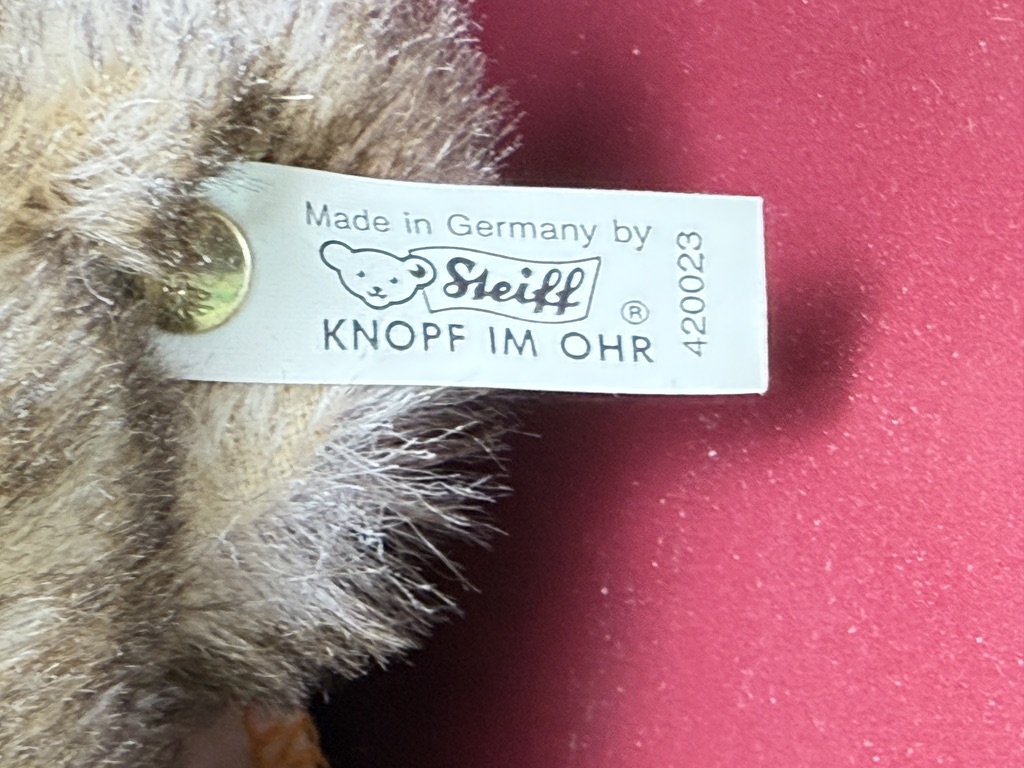 Made in Germany by
Steiff
®
KNOPF IM OHR
420023